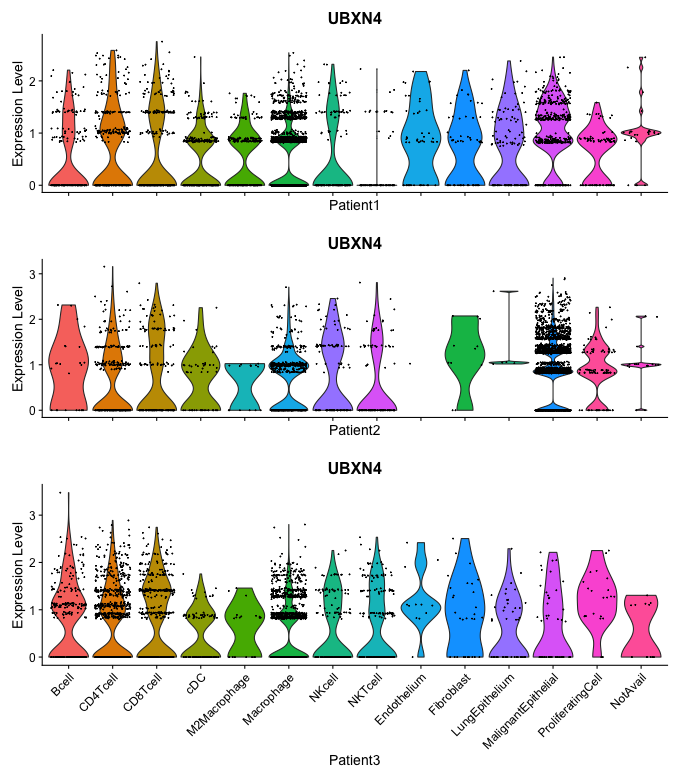 UBXN4
Expression Level
2
1
0
Patient1
UBXN4
Expression Level
3
2
1
0
Patient2
UBXN4
Expression Level
3
2
1
0
Bcell
CD4Tcell
CD8Tcell
cDC
M2Macrophage
Macrophage
NKcell
NKTcell
Endothelium
Fibroblast
LungEpithelium
MalignantEpithelial
ProliferatingCell
NotAvail
Patient3